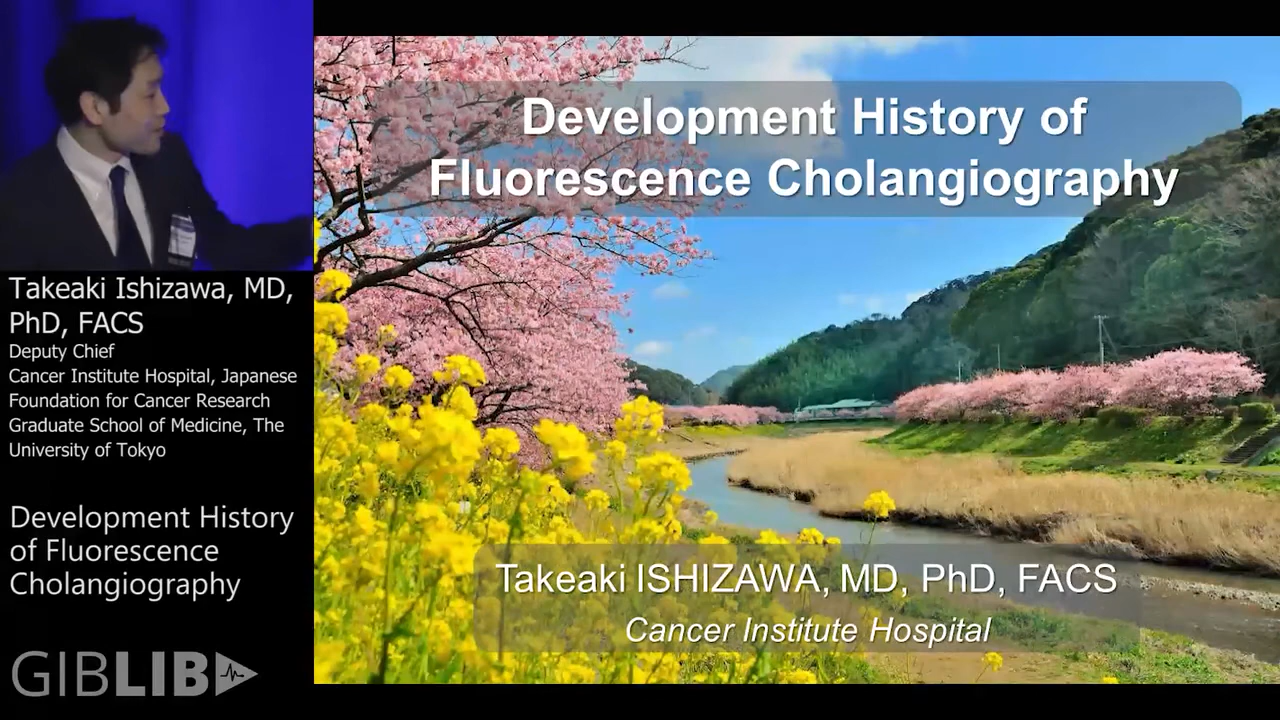 Takeaki Ishizawa, MD,
PhD, FACS
Deputy Chief
Cancer Institute Hospital, Japanese
Foundation for Cancer Research
Graduate School of Medicine, The
University of Tokyo
Development History
of Fluorescence
Cholangiography
GIBLIB
Development History of
Fluorescence Cholangiography
Takeaki ISHIZAWA, MD, PhD, FACS
Cancer Institute Hospital